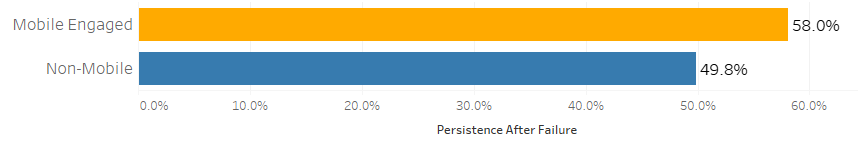 Mobile Engaged 58.0%
Non-Mobile 49.8%
0.0% 10.0% 20.0% 30.0% 40.0% 50.0% 60.0%
Persistence After Failure